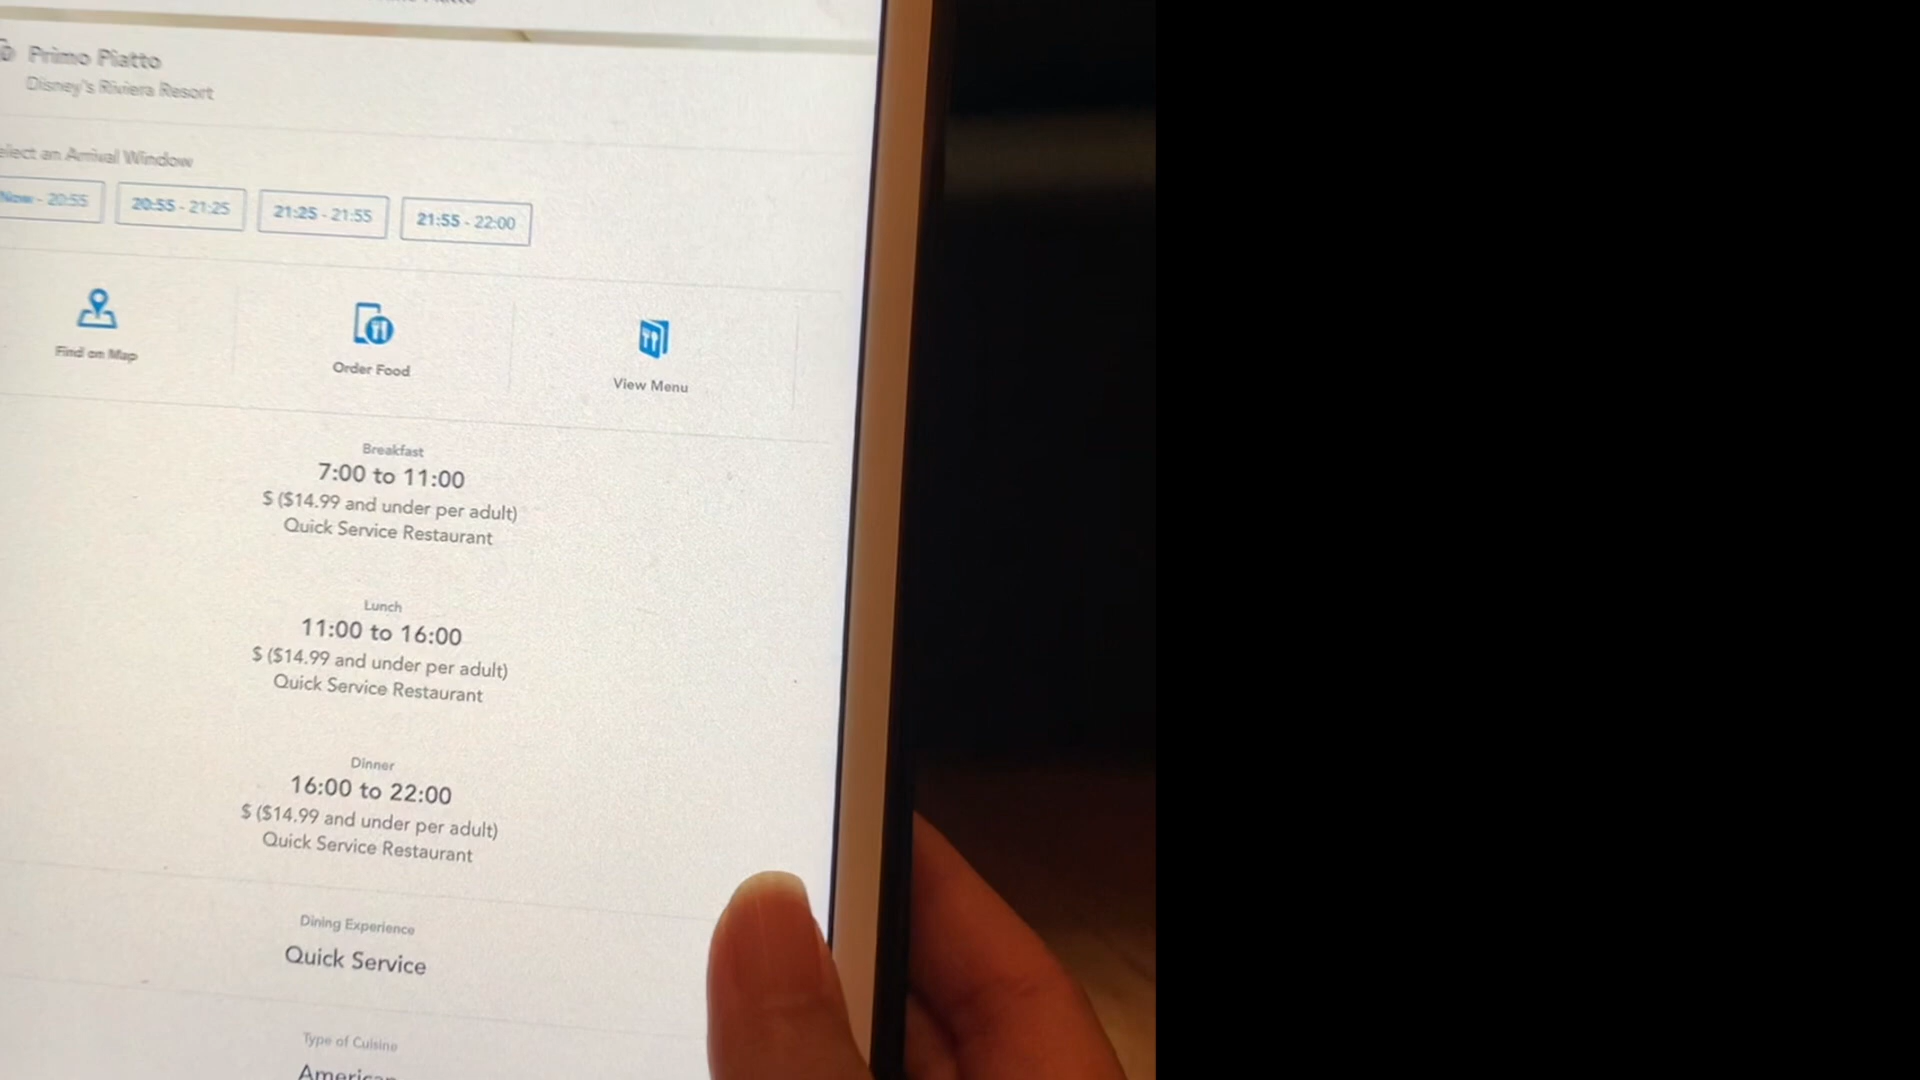 Primo Piatto
Disney's Riviera Resort
elect an Arrival Window
Now - 20:55
20:55 - 21:25
21:25 - 21:55
21:55 - 22:00
Find on Map
Order Food
View Menu
Breakfast
7:00 to 11:00
$ ($14.99 and under per adult)
Quick Service Restaurant
Lunch
11:00 to 16:00
$ ($14.99 and under per adult)
Quick Service Restaurant
Dinner
16:00 to 22:00
$ ($14.99 and under per adult)
Quick Service Restaurant
Dining Experience
Quick Service
Type of Cuisine
American